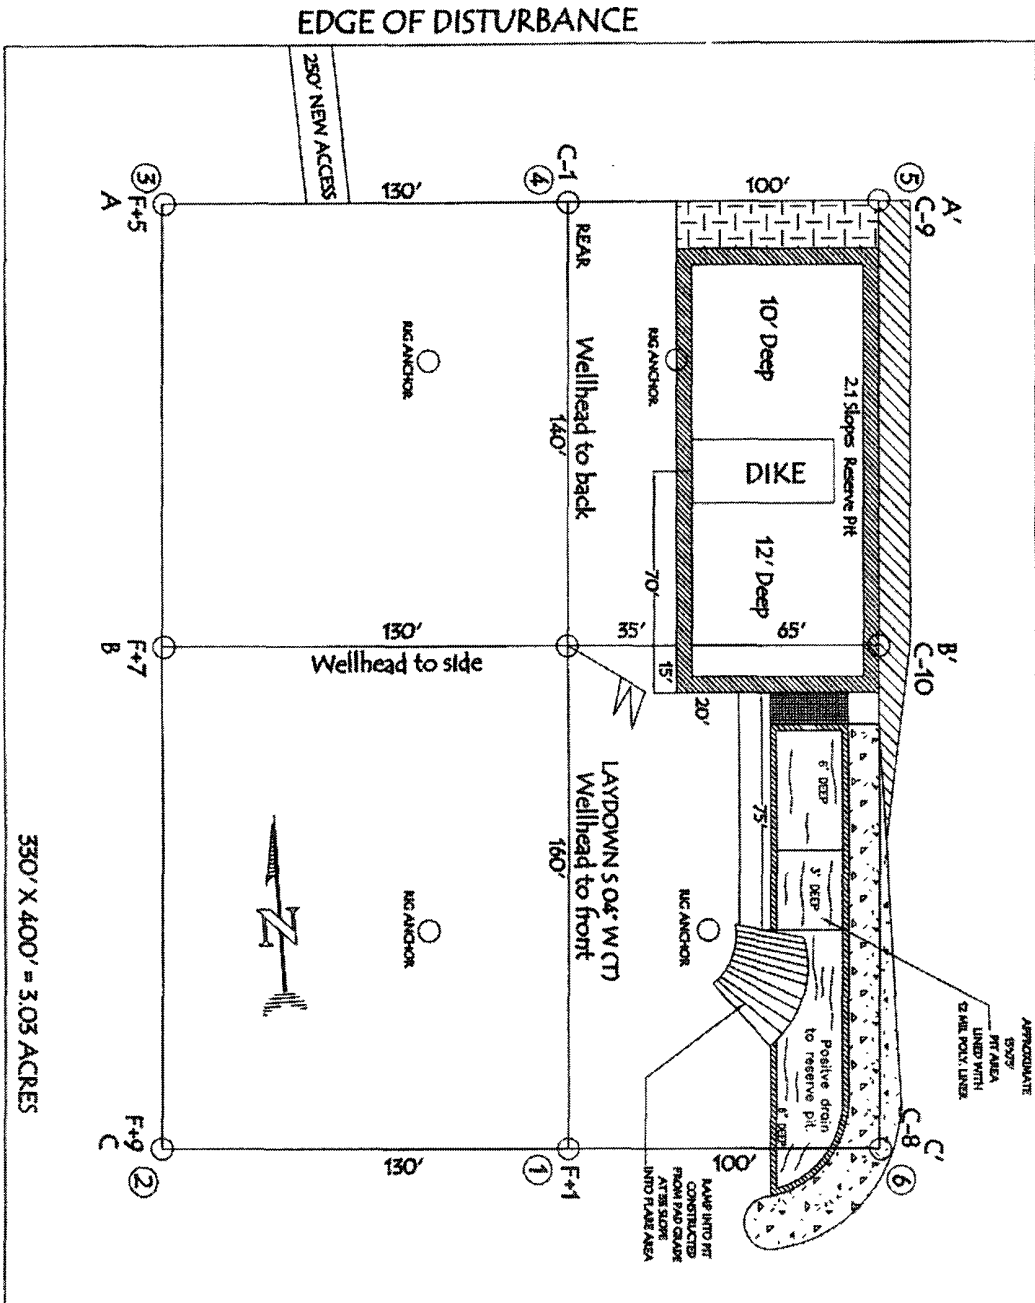 EDGE OF DISTURBANCE
250' NEW ACCESS
③
F+5
A
130'
C-1
④
100'
⑤
C-9
A'
REAR
RIG ANCHOR
RIG ANCHOR
Wellhead to back
140'
10' Deep
2:1 Slopes Reserve Pit
DIKE
12' Deep
70'
F+7
B
130'
Wellhead to side
35'
65'
15'
B'
C-10
20'
N
LAYDOWN S 04° W (T)
Wellhead to front
160'
75'
6' DEEP
3' DEEP
RIG ANCHOR
RIG ANCHOR
N
APPROXIMATE
PIT AREA
LINED WITH
12 MIL POLY. LINER
Positve drain
to reserve pit.
6' DEEP
330' X 400' = 3.03 ACRES
F+9
C
②
130'
①
F+1
100'
C-8
C'
⑥
RAMP INTO PIT
CONSTRUCTED
FROM PAD GRADE
SLOPE
INTO FLARE AREA